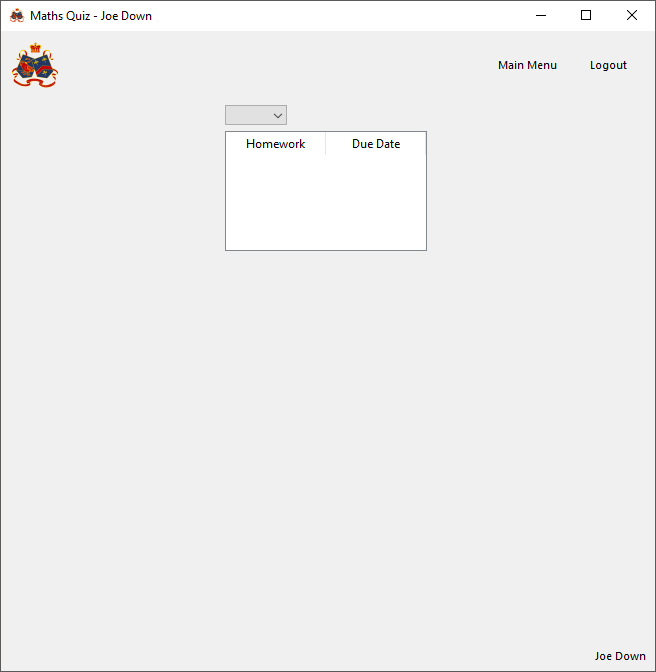 Maths Quiz - Joe Down
Main Menu Logout
Homework Due Date
Joe Down